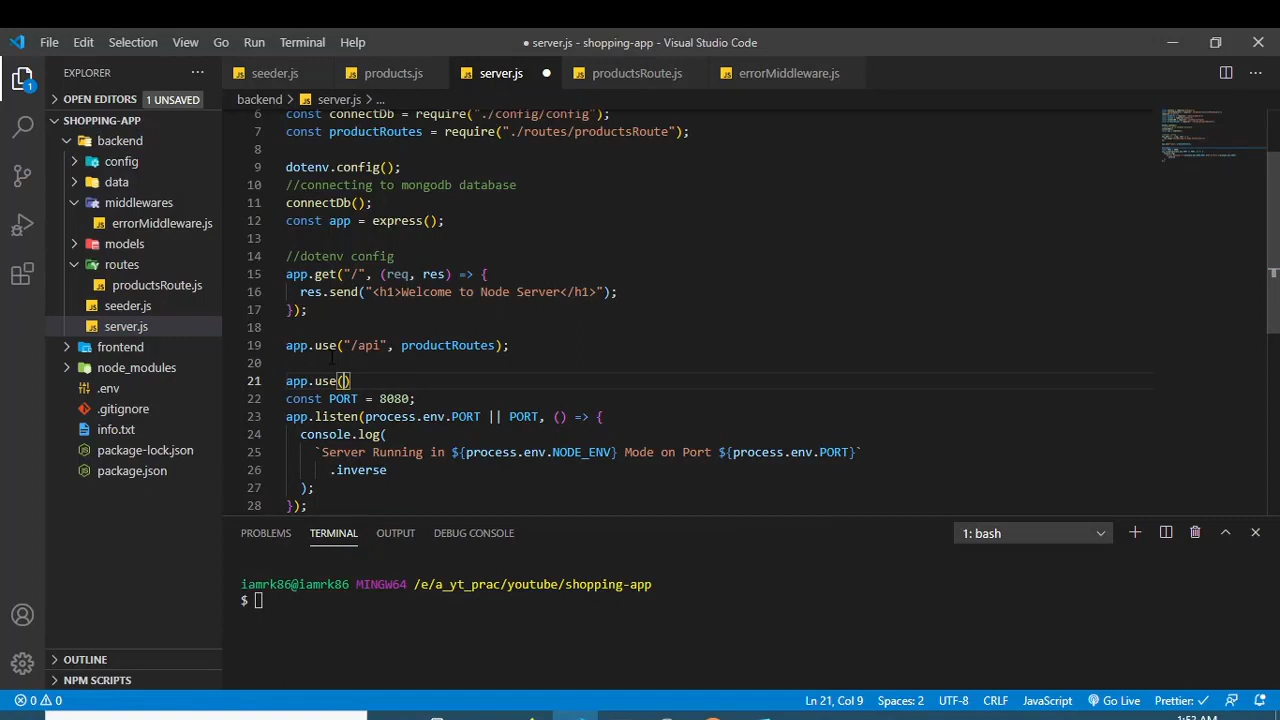 File Edit Selection View Go Run Terminal Help
● server.js - shopping-app - Visual Studio Code
EXPLORER ···
OPEN EDITORS 1 UNSAVED
SHOPPING-APP
backend
config
data
middlewares
errorMiddleware.js
models
routes
productsRoute.js
seeder.js
server.js
frontend
node_modules
.env
.gitignore
info.txt
package-lock.json
package.json
OUTLINE
NPM SCRIPTS
1
seeder.js products.js server.js ● productsRoute.js errorMiddleware.js
backend > server.js > ...
6 const connectDb = require("./config/config");
7 const productRoutes = require("./routes/productsRoute");
8
9 dotenv.config();
10 //connecting to mongodb database
11 connectDb();
12 const app = express();
13
14 //dotenv config
15 app.get("/", (req, res) => {
16 res.send("<h1>Welcome to Node Server</h1>");
17 });
18
19 app.use("/api", productRoutes);
20
21 app.use()
22 const PORT = 8080;
23 app.listen(process.env.PORT || PORT, () => {
24 console.log(
25 `Server Running in ${process.env.NODE_ENV} Mode on Port ${process.env.PORT}`
26 .inverse
27 );
28 });
PROBLEMS TERMINAL OUTPUT DEBUG CONSOLE
1: bash
iamrk86@iamrk86 MINGW64 /e/a_yt_prac/youtube/shopping-app
$
0 0
Ln 21, Col 9 Spaces: 2 UTF-8 CRLF JavaScript Go Live Prettier: ✓